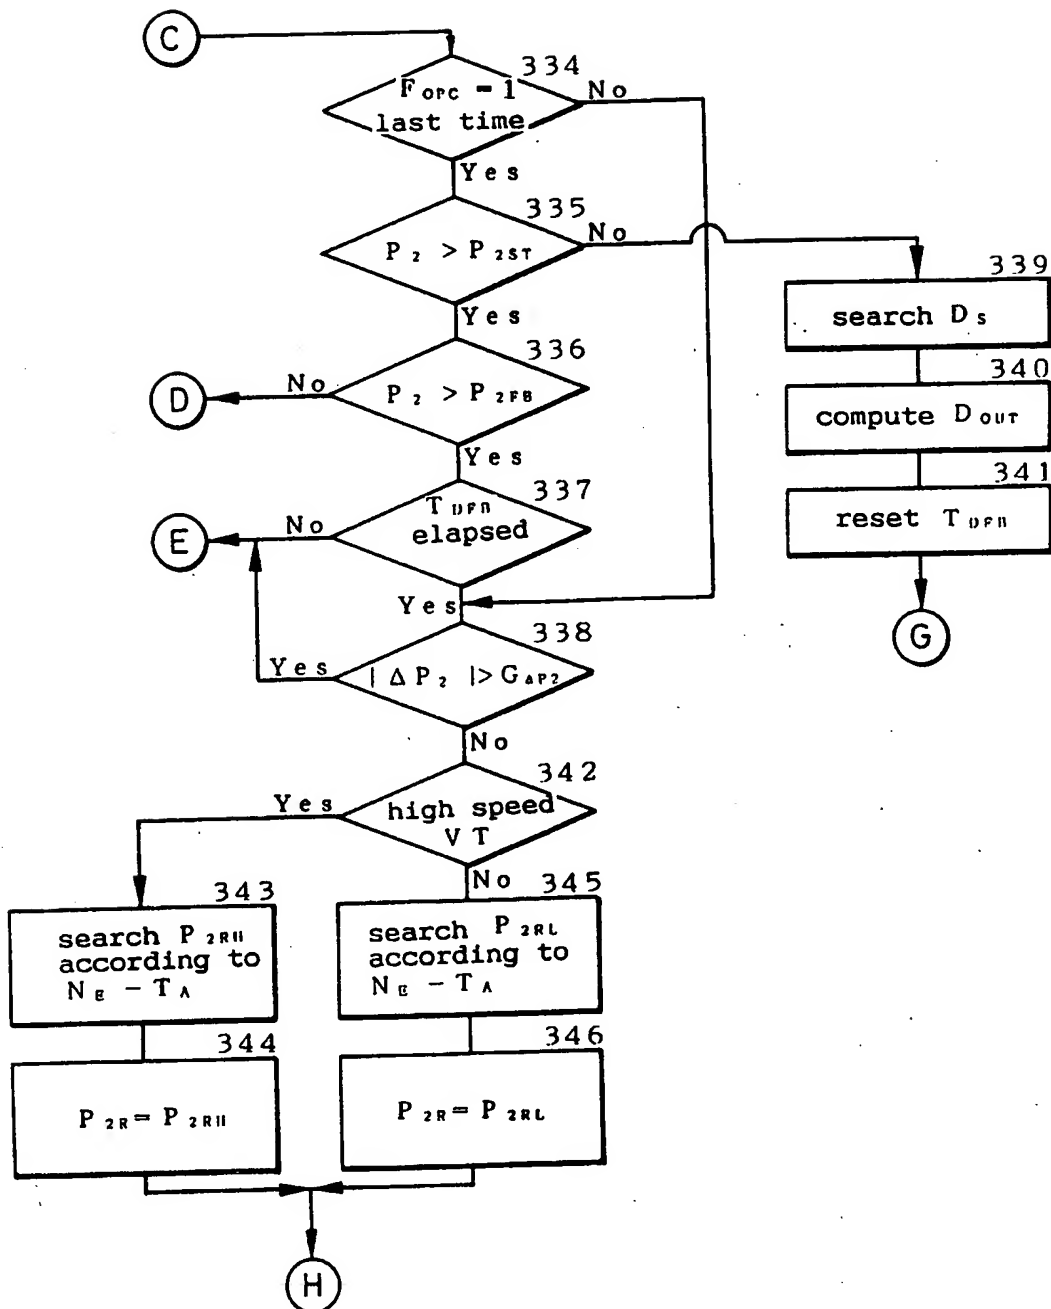 C
334
F OPC = 1
last time
No
Yes
335
P 2 > P 2ST
No
Yes
339
search D S
336
P 2 > P 2FB
No
D
Yes
340
compute D OUT
337
T DFB
elapsed
No
E
Yes
341
reset T DFB
G
338
| Δ P 2 | > G ΔP2
Yes
No
342
high speed
V T
Yes
No
343
search P 2RH
according to
N E - T A
345
search P 2RL
according to
N E - T A
344
P 2R = P 2RH
346
P 2R = P 2RL
H